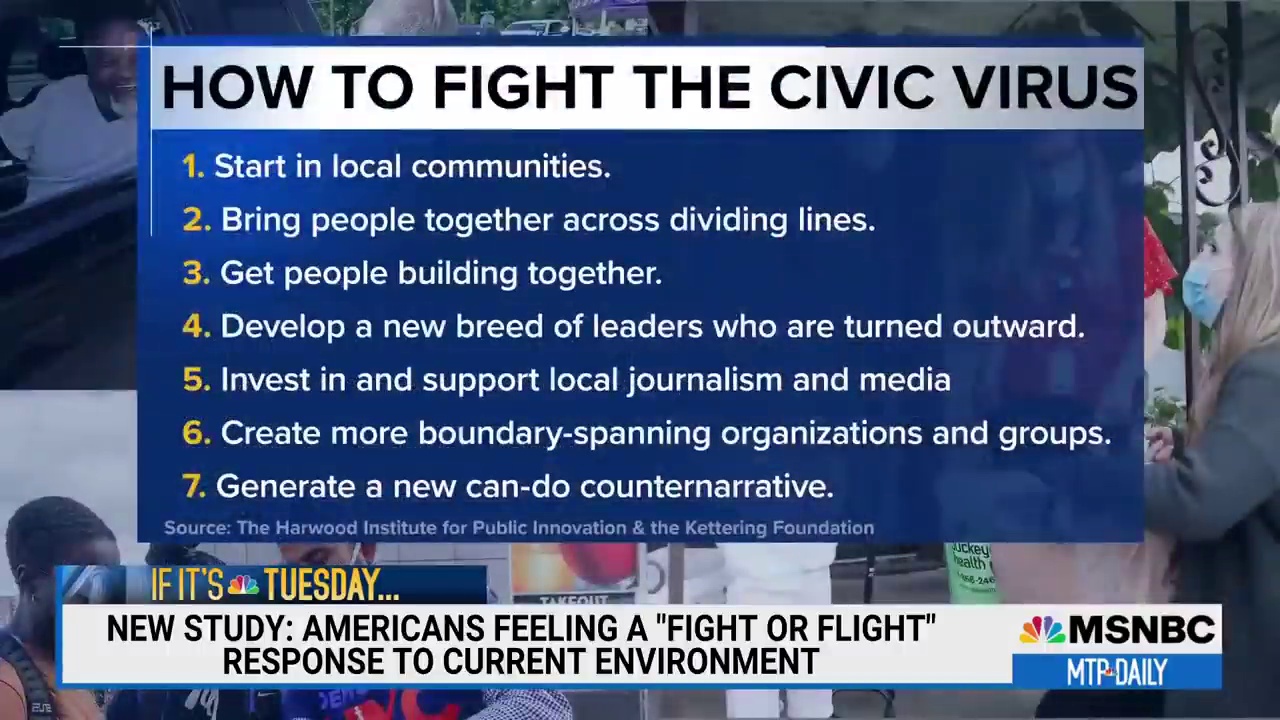 HOW TO FIGHT THE CIVIC VIRUS
1. Start in local communities.
2. Bring people together across dividing lines.
3. Get people building together.
4. Develop a new breed of leaders who are turned outward.
5. Invest in and support local journalism and media
6. Create more boundary-spanning organizations and groups.
7. Generate a new can-do counternarrative.
Source: The Harwood Institute for Public Innovation & the Kettering Foundation
health
TAKEOUT
IF IT'S TUESDAY...
NEW STUDY: AMERICANS FEELING A "FIGHT OR FLIGHT"
RESPONSE TO CURRENT ENVIRONMENT
MSNBC
MTP DAILY